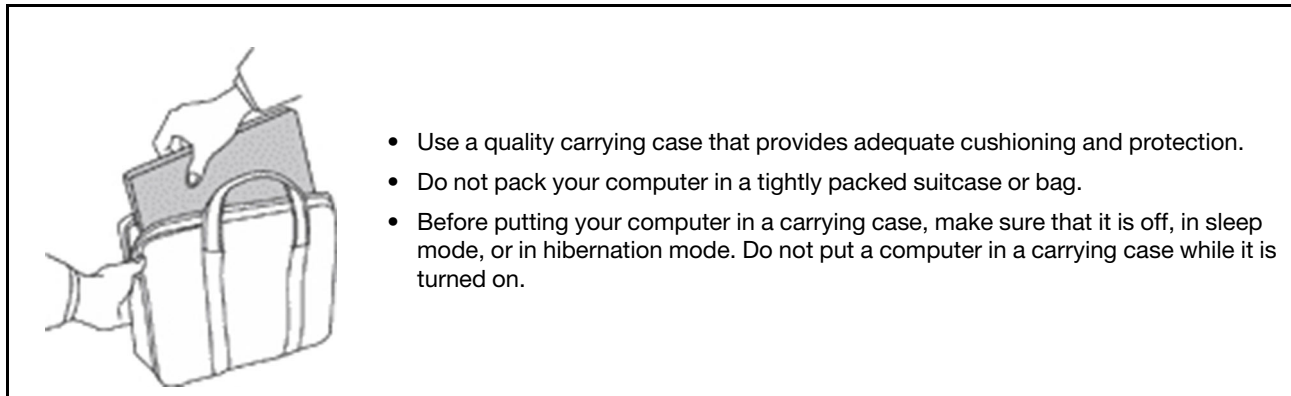 • Use a quality carrying case that provides adequate cushioning and protection.
• Do not pack your computer in a tightly packed suitcase or bag.
• Before putting your computer in a carrying case, make sure that it is off, in sleep
mode, or in hibernation mode. Do not put a computer in a carrying case while it is
turned on.